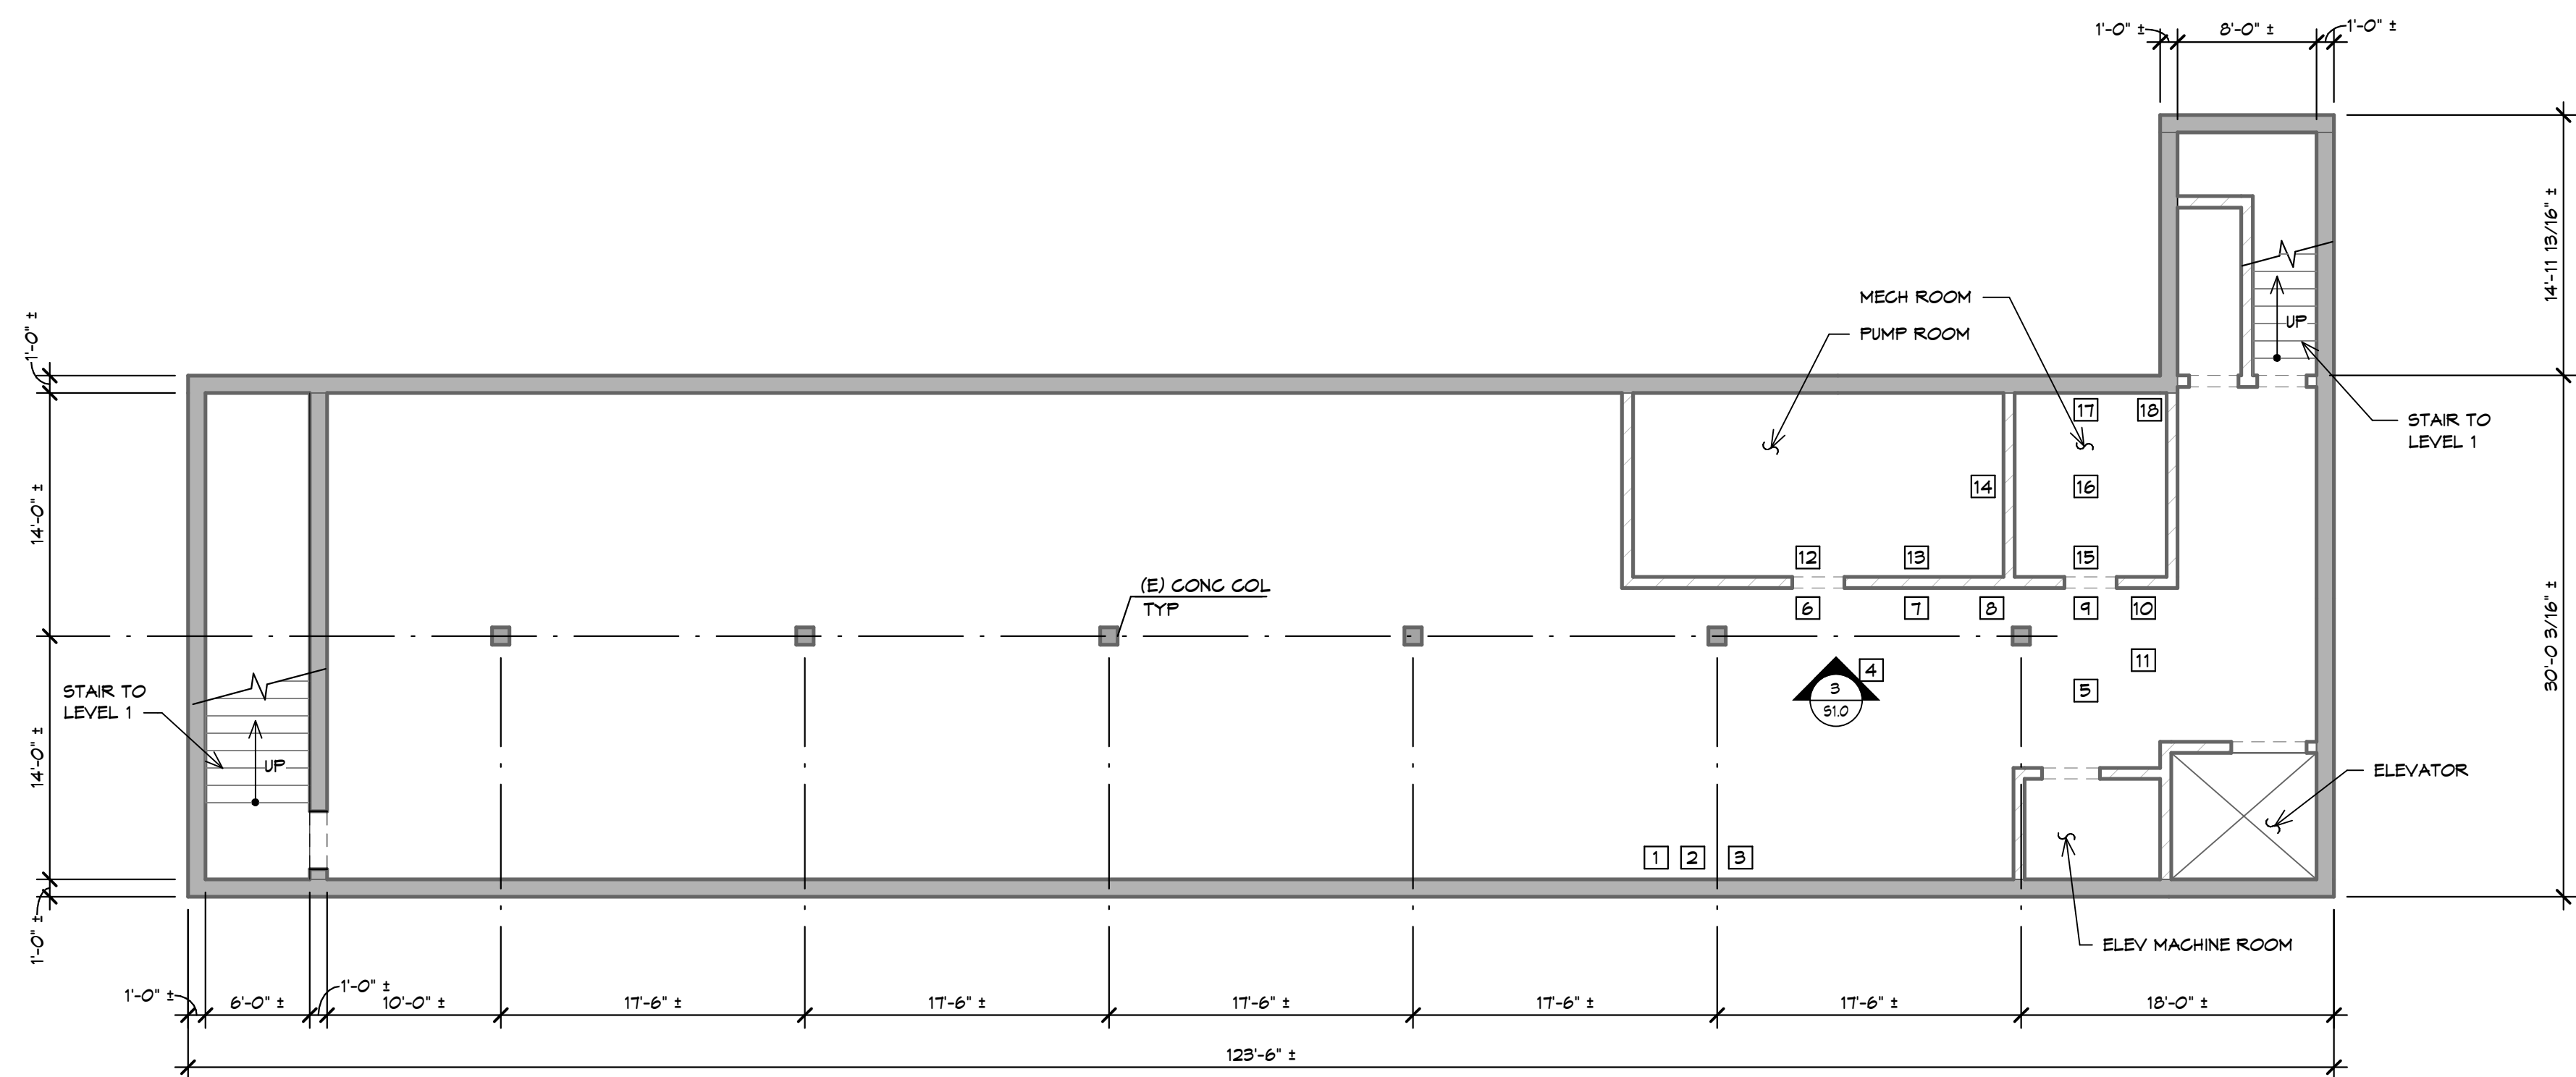 1'-0" ±
8'-0" ±
1'-0" ±
14'-11 13/16" ±
MECH ROOM
PUMP ROOM
UP
STAIR TO
LEVEL 1
1'-0" ±
14'-0" ±
17
18
14
16
12
13
15
(E) CONC COL
TYP
6
7
8
9
10
11
4
5
3
S1.0
30'-0 3/16" ±
STAIR TO
LEVEL 1
UP
14'-0" ±
ELEVATOR
1
2
3
1'-0" ±
ELEV MACHINE ROOM
1'-0" ±
6'-0" ±
1'-0" ±
10'-0" ±
17'-6" ±
17'-6" ±
17'-6" ±
17'-6" ±
17'-6" ±
18'-0" ±
123'-6" ±